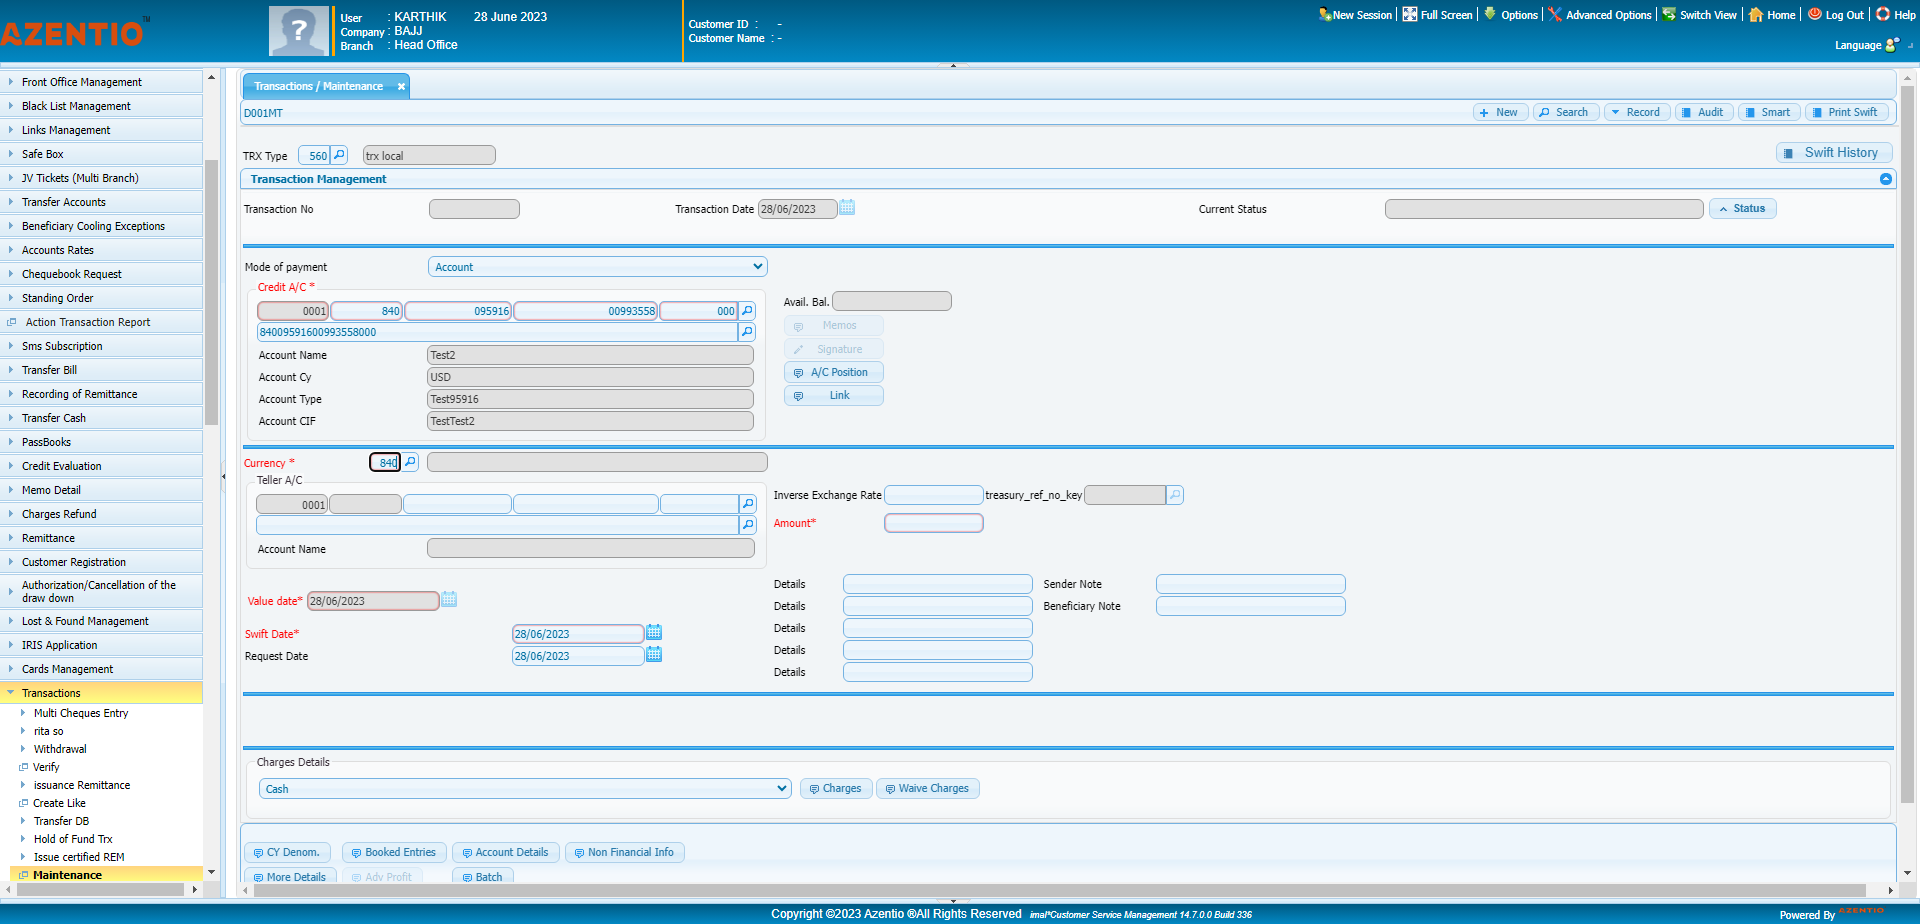 AZENTIO™
User : KARTHIK 28 June 2023
Company : BAJJ
Branch : Head Office
Customer ID : -
Customer Name : -
New Session | Full Screen | Options | Advanced Options | Switch View | Home | Log Out | Help
Language
Front Office Management
Black List Management
Links Management
Safe Box
JV Tickets (Multi Branch)
Transfer Accounts
Beneficiary Cooling Exceptions
Accounts Rates
Chequebook Request
Standing Order
Action Transaction Report
Sms Subscription
Transfer Bill
Recording of Remittance
Transfer Cash
PassBooks
Credit Evaluation
Memo Detail
Charges Refund
Remittance
Customer Registration
Authorization/Cancellation of the
draw down
Lost & Found Management
IRIS Application
Cards Management
Transactions
Multi Cheques Entry
rita so
Withdrawal
Verify
issuance Remittance
Create Like
Transfer DB
Hold of Fund Trx
Issue certified REM
Maintenance
Transactions / Maintenance
D001MT
New Search Record Audit Smart Print Swift
TRX Type 560 trx local
Swift History
Transaction Management
Transaction No
Transaction Date 28/06/2023
Current Status
Status
Mode of payment Account
Credit A/C *
0001 840 095916 00993558 000
84009591600993558000
Account Name Test2
Account Cy USD
Account Type Test95916
Account CIF TestTest2
Avail. Bal.
Memos
Signature
A/C Position
Link
Currency * 840
Teller A/C
0001
Account Name
Inverse Exchange Rate
treasury_ref_no_key
Amount*
Value date* 28/06/2023
Swift Date* 28/06/2023
Request Date 28/06/2023
Details
Details
Details
Details
Details
Sender Note
Beneficiary Note
Charges Details
Cash
Charges
Waive Charges
CY Denom. Booked Entries Account Details Non Financial Info
More Details Adv Profit Batch
Copyright ©2023 Azentio ®All Rights Reserved imal*Customer Service Management 14.7.0.0 Build 336
Powered By AZENTIO